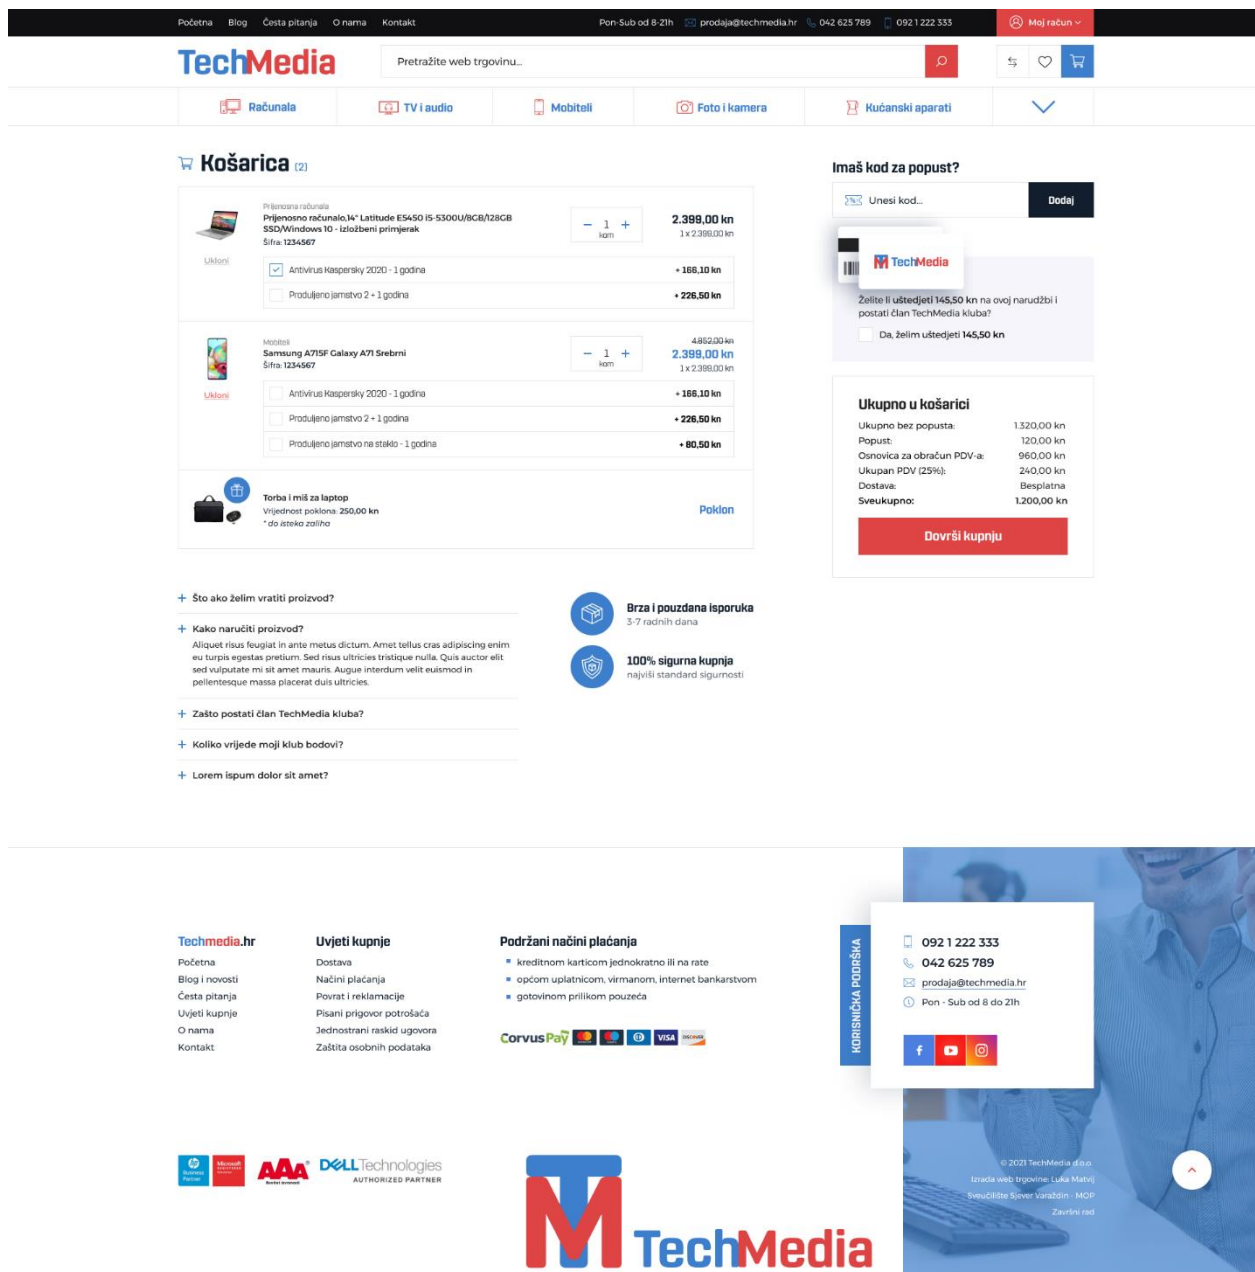 Početna Blog Česta pitanja O nama Kontakt Pon-Sub od 8-21h prodaja@techmedia.hr 042 625 789 092 1 222 333 Moj račun
TechMedia Pretražite web trgovinu...
Računala TV i audio Mobiteli Foto i kamera Kućanski aparati
Košarica (2)
Prijenosna računala
Prijenosno računalo,14" Latitude E5450 i5-5300U/8GB/128GB
SSD/Windows 10 - izložbeni primjerak
Šifra: 1234567
Ukloni
− 1 +
kom
2.399,00 kn
1 x 2.399,00 kn
Antivirus Kaspersky 2020 - 1 godina + 166,10 kn
Produljeno jamstvo 2 + 1 godina + 226,50 kn
Mobiteli
Samsung A715F Galaxy A71 Srebrni
Šifra: 1234567
Ukloni
− 1 +
kom
4.852,00 kn
2.399,00 kn
1 x 2.399,00 kn
Antivirus Kaspersky 2020 - 1 godina + 166,10 kn
Produljeno jamstvo 2 + 1 godina + 226,50 kn
Produljeno jamstvo na staklo - 1 godina + 80,50 kn
Torba i miš za laptop
Vrijednost poklona: 250,00 kn
* do isteka zaliha
Poklon
Imaš kod za popust?
Unesi kod... Dodaj
TechMedia
Želite li uštedjeti 145,50 kn na ovoj narudžbi i
postati član TechMedia kluba?
Da, želim uštedjeti 145,50 kn
Ukupno u košarici
Ukupno bez popusta: 1.320,00 kn
Popust: 120,00 kn
Osnovica za obračun PDV-a: 960,00 kn
Ukupan PDV (25%): 240,00 kn
Dostava: Besplatna
Sveukupno: 1.200,00 kn
Dovrši kupnju
+ Što ako želim vratiti proizvod?
+ Kako naručiti proizvod?
Aliquet risus feugiat in ante metus dictum. Amet tellus cras adipiscing enim
eu turpis egestas pretium. Sed risus ultricies tristique nulla. Quis auctor elit
sed vulputate mi sit amet mauris. Augue interdum velit euismod in
pellentesque massa placerat duis ultricies.
+ Zašto postati član TechMedia kluba?
+ Koliko vrijede moji klub bodovi?
+ Lorem ispum dolor sit amet?
Brza i pouzdana isporuka
3-7 radnih dana
100% sigurna kupnja
najviši standard sigurnosti
Techmedia.hr
Početna
Blog i novosti
Česta pitanja
Uvjeti kupnje
O nama
Kontakt
Uvjeti kupnje
Dostava
Načini plaćanja
Povrat i reklamacije
Pisani prigovor potrošača
Jednostrani raskid ugovora
Zaštita osobnih podataka
Podržani načini plaćanja
kreditnom karticom jednokratno ili na rate
općom uplatnicom, virmanom, internet bankarstvom
gotovinom prilikom pouzeća
CorvusPay VISA DISCOVER
KORISNIČKA PODRŠKA
092 1 222 333
042 625 789
prodaja@techmedia.hr
Pon - Sub od 8 do 21h
hp
Business
Partner
Microsoft
AAA
DELL Technologies
AUTHORIZED PARTNER
TM TechMedia
© 2021 TechMedia d.o.o.
Izrada web trgovine: Luka Matvij
Sveučilište Sjever Varaždin - MOP
Završni rad